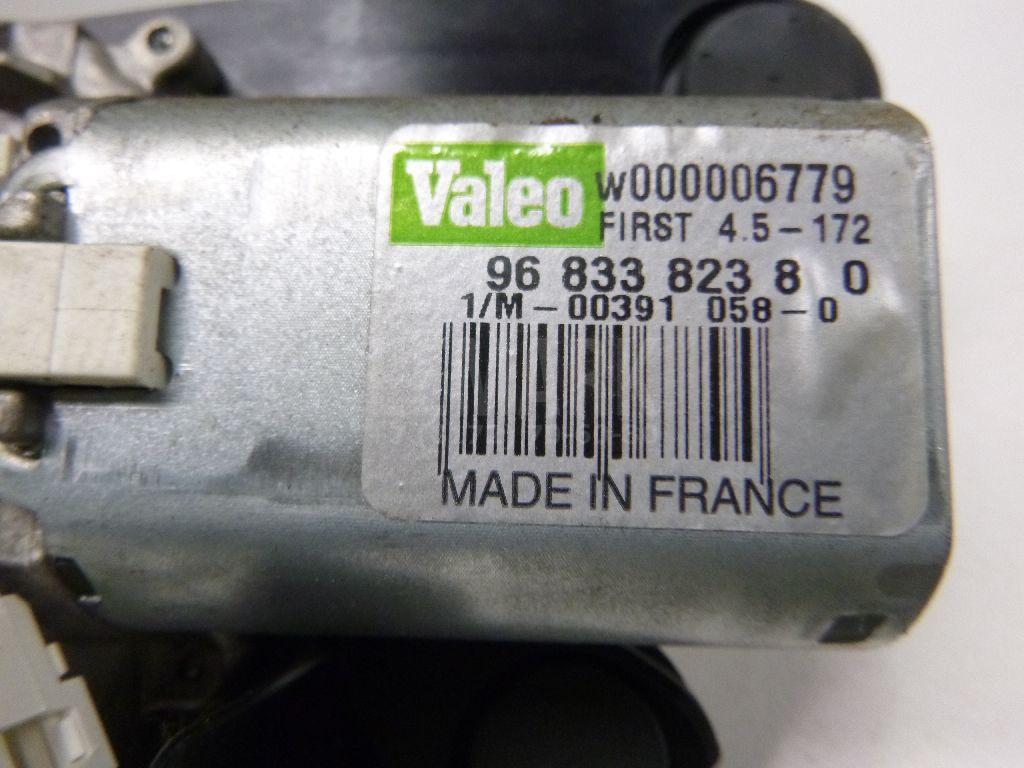 Valeo W000006779
FIRST 4.5-172
96 833 823 8 0
1/M-00391 058-0
MADE IN FRANCE